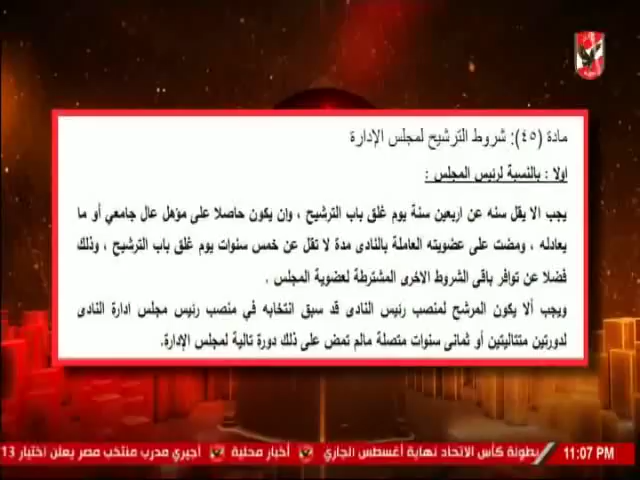 مادة (٤٥): شروط الترشيح لمجلس الإدارة
اولا : بالنسبة لرئيس المجلس :
يجب الا يقل سنه عن اربعين سنة يوم غلق باب الترشيح ، وان يكون حاصلا على مؤهل عال جامعي أو ما
يعادله ، ومضت على عضويته العاملة بالنادى مدة لا تقل عن خمس سنوات يوم غلق باب الترشيح ، وذلك
فضلا عن توافر باقى الشروط الاخرى المشترطة لعضوية المجلس .
ويجب ألا يكون المرشح لمنصب رئيس النادى قد سبق انتخابه في منصب رئيس مجلس ادارة النادى
لدورتين متتاليتين أو ثمانى سنوات متصلة مالم تمض على ذلك دورة تالية لمجلس الإدارة.
بطولة كأس الاتحاد نهاية أغسطس الجاري أخبار محلية أجيري مدرب منتخب مصر يعلن اختيار 13
11:07 PM